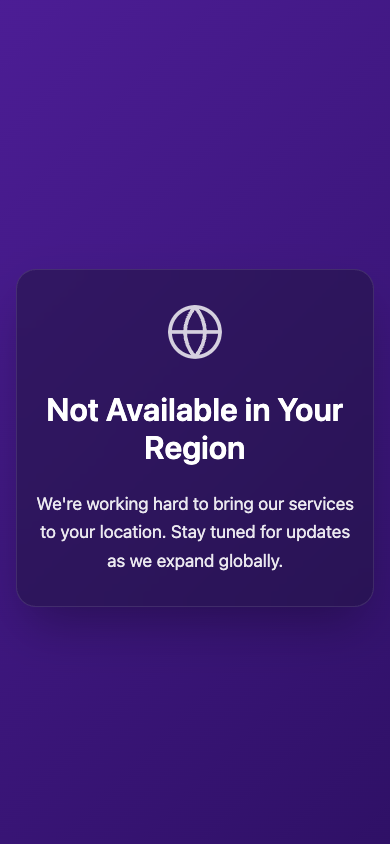 Not Available in Your
Region
We're working hard to bring our services
to your location. Stay tuned for updates
as we expand globally.